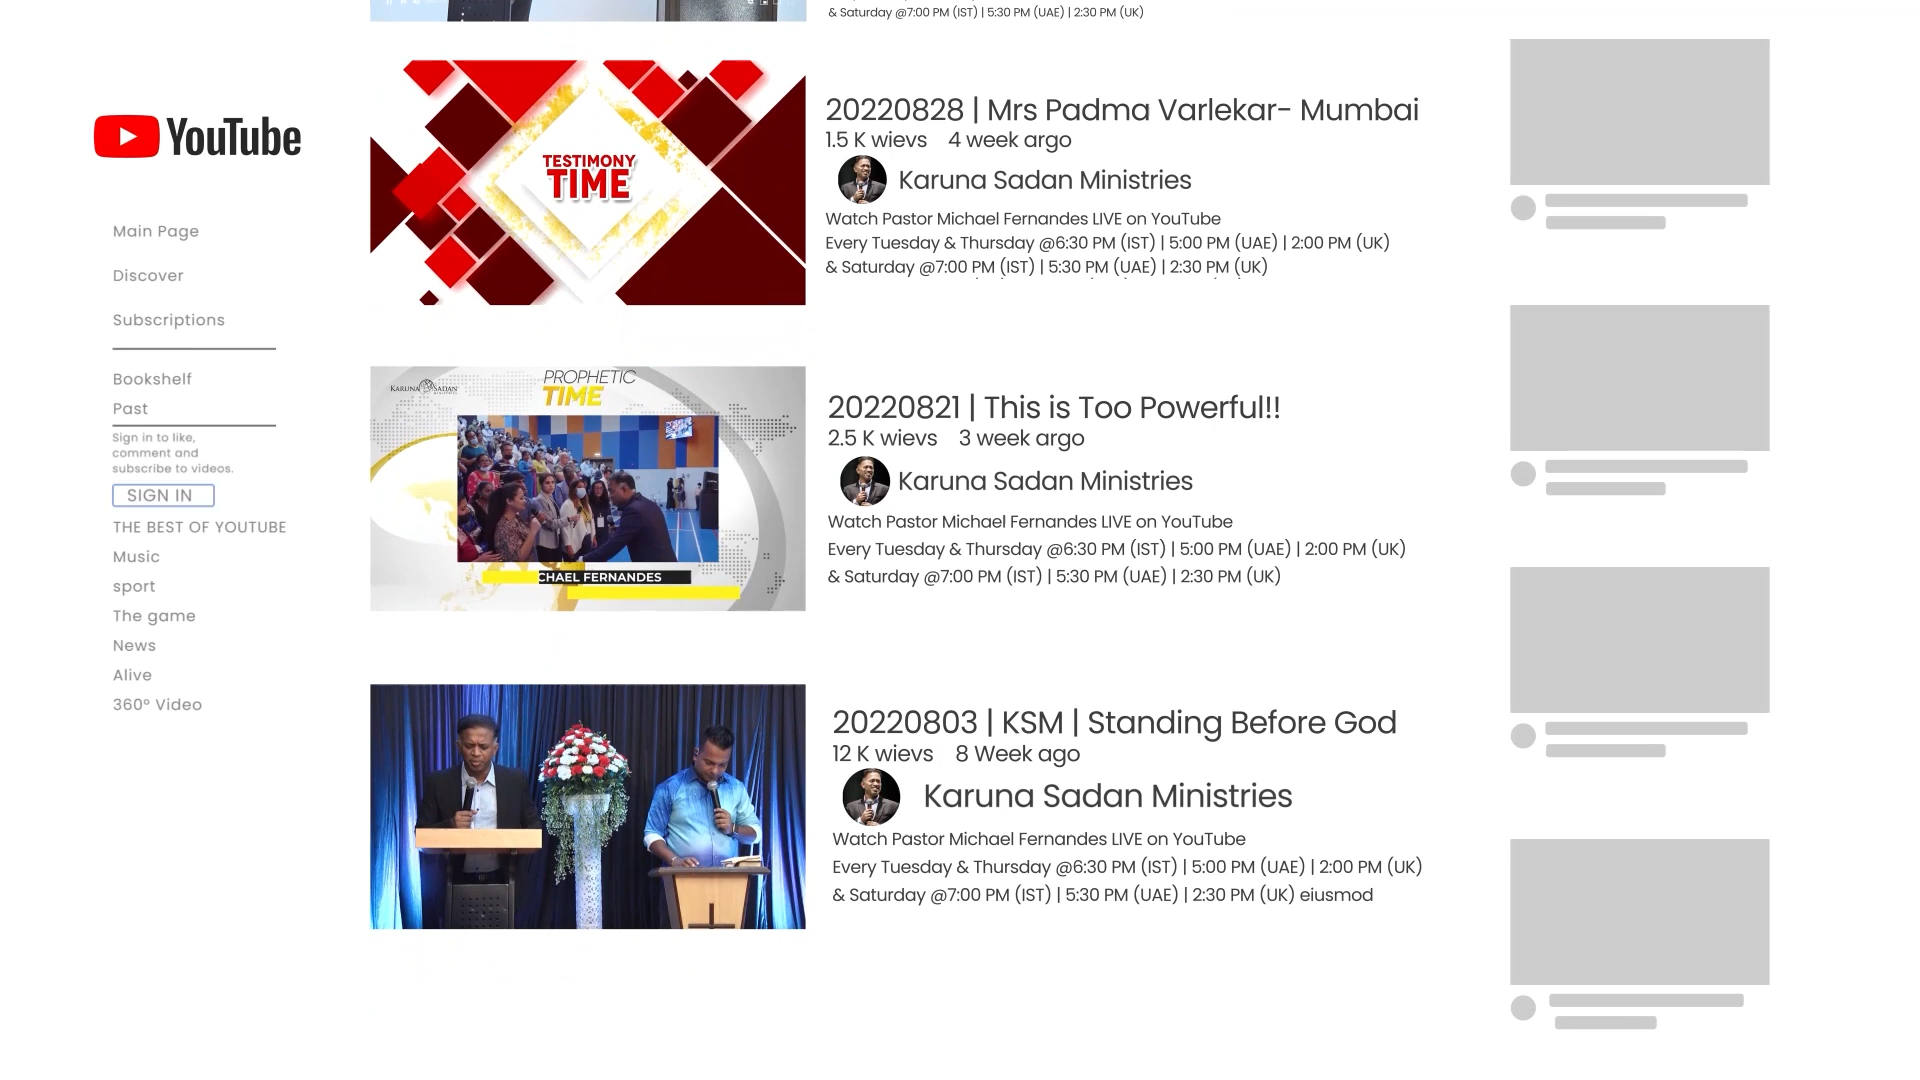 & Saturday @7:00 PM (IST) | 5:30 PM (UAE) | 2:30 PM (UK)
YouTube
Main Page
Discover
Subscriptions
Bookshelf
Past
Sign in to like,
comment and
subscribe to videos.
SIGN IN
THE BEST OF YOUTUBE
Music
sport
The game
News
Alive
360° Video
TESTIMONY
TIME
20220828 | Mrs Padma Varlekar- Mumbai
1.5 K wievs 4 week argo
Karuna Sadan Ministries
Watch Pastor Michael Fernandes LIVE on YouTube
Every Tuesday & Thursday @6:30 PM (IST) | 5:00 PM (UAE) | 2:00 PM (UK)
& Saturday @7:00 PM (IST) | 5:30 PM (UAE) | 2:30 PM (UK)
KARUNA SADAN
MINISTRIES
PROPHETIC
TIME
CHAEL FERNANDES
20220821 | This is Too Powerful!!
2.5 K wievs 3 week argo
Karuna Sadan Ministries
Watch Pastor Michael Fernandes LIVE on YouTube
Every Tuesday & Thursday @6:30 PM (IST) | 5:00 PM (UAE) | 2:00 PM (UK)
& Saturday @7:00 PM (IST) | 5:30 PM (UAE) | 2:30 PM (UK)
20220803 | KSM | Standing Before God
12 K wievs 8 Week ago
Karuna Sadan Ministries
Watch Pastor Michael Fernandes LIVE on YouTube
Every Tuesday & Thursday @6:30 PM (IST) | 5:00 PM (UAE) | 2:00 PM (UK)
& Saturday @7:00 PM (IST) | 5:30 PM (UAE) | 2:30 PM (UK) eiusmod